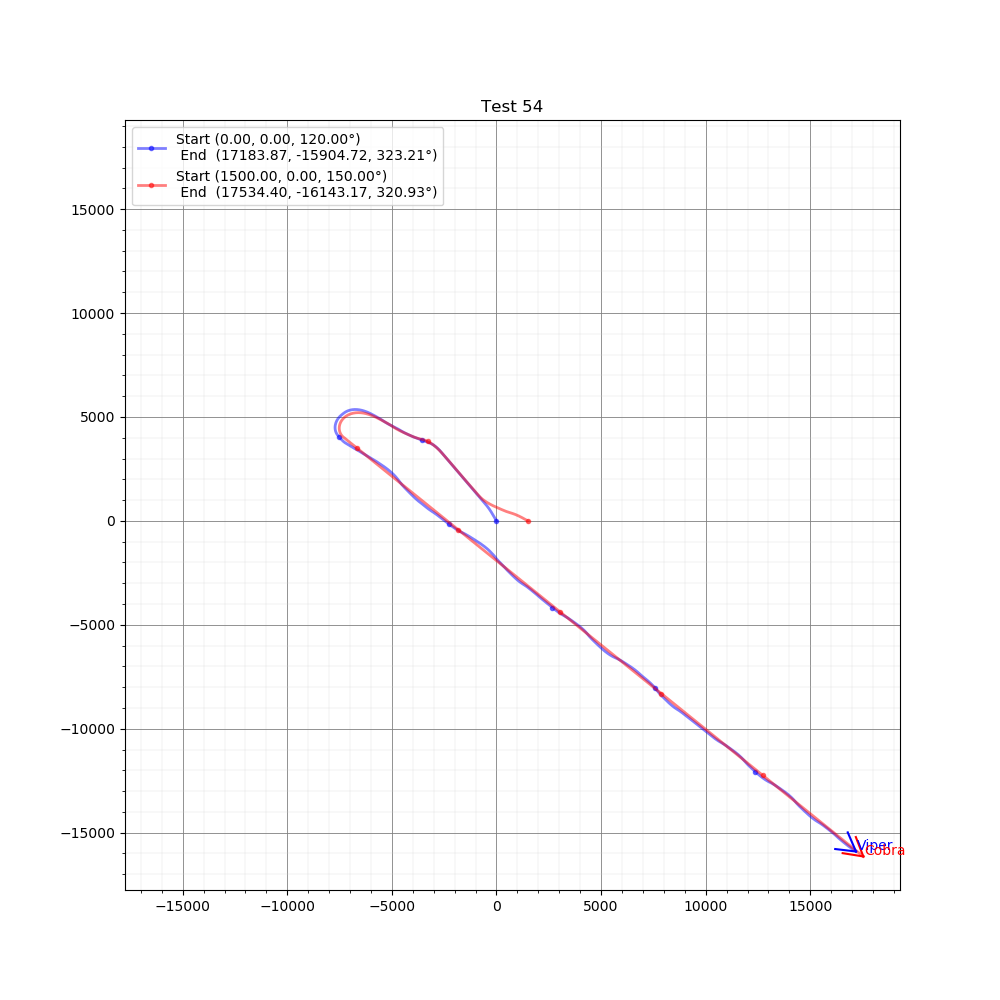 Test 54
Start (0.00, 0.00, 120.00°)
End  (17183.87, -15904.72, 323.21°)
Start (1500.00, 0.00, 150.00°)
End  (17534.40, -16143.17, 320.93°)
15000
10000
5000
0
−5000
−10000
−15000
Viper
Cobra
−15000 −10000 −5000 0 5000 10000 15000